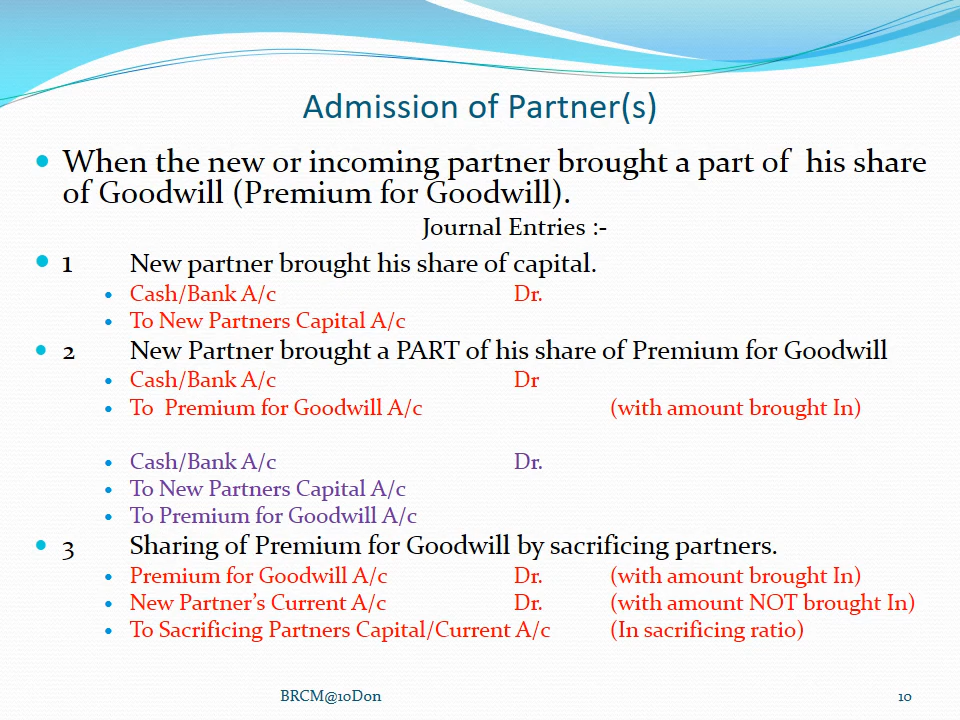 Admission of Partner(s)
When the new or incoming partner brought a part of his share
of Goodwill (Premium for Goodwill).
Journal Entries :-
1 New partner brought his share of capital.
Cash/Bank A/c Dr.
To New Partners Capital A/c
2 New Partner brought a PART of his share of Premium for Goodwill
Cash/Bank A/c Dr
To Premium for Goodwill A/c (with amount brought In)
Cash/Bank A/c Dr.
To New Partners Capital A/c
To Premium for Goodwill A/c
3 Sharing of Premium for Goodwill by sacrificing partners.
Premium for Goodwill A/c Dr. (with amount brought In)
New Partner's Current A/c Dr. (with amount NOT brought In)
To Sacrificing Partners Capital/Current A/c (In sacrificing ratio)
BRCM@10Don 10